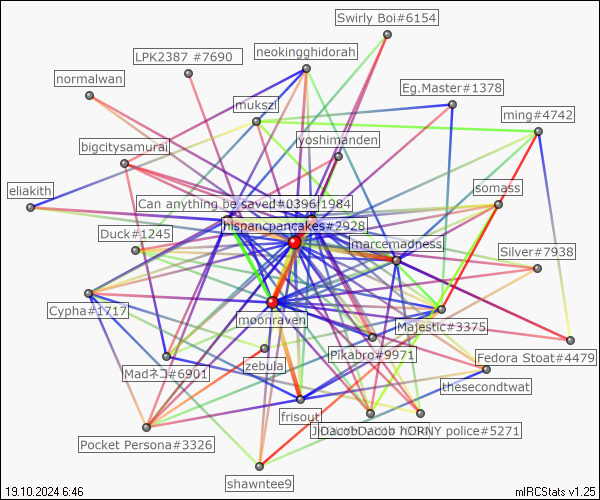 Swirly Boi#6154
LPK2387 #7690
neokingghidorah
normalwan
Eg.Master#1378
mukszi
ming#4742
yoshimanden
bigcitysamurai
eliakith
somass
Can anything be saved#0396
1984
hispancpancakes#2928
Duck#1245
marcemadness
Silver#7938
Cypha#1717
moonraven
Majestic#3375
Pikabro#9971
Fedora Stoat#4479
zebula
Madネコ#6901
thesecondtwat
frisout
HORNY police#5271
Pocket Persona#3326
shawntee9
19.10.2024 6:46
mIRCStats v1.25